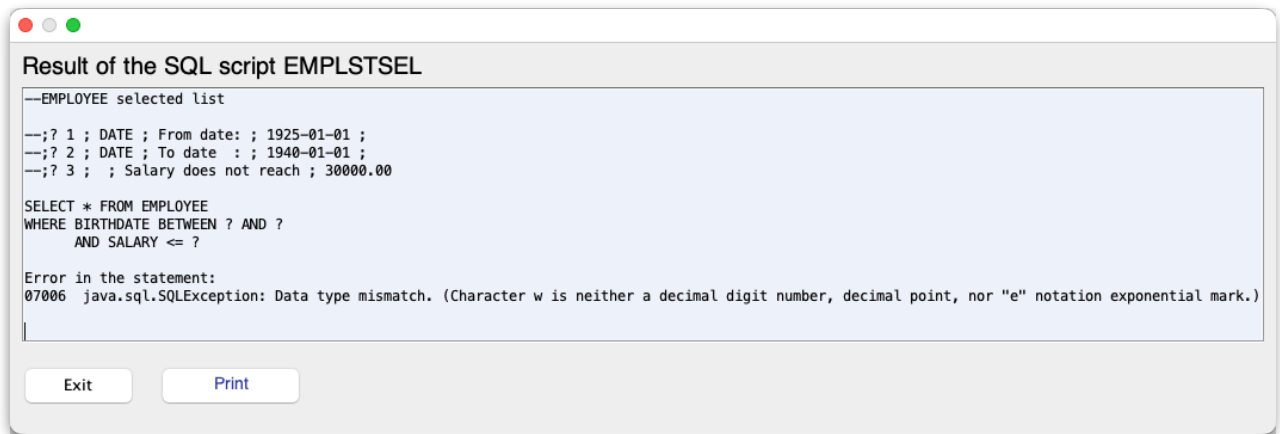 Result of the SQL script EMPLSTSEL
--EMPLOYEE selected list
--;? 1 ; DATE ; From date: ; 1925-01-01 ;
--;? 2 ; DATE ; To date  : ; 1940-01-01 ;
--;? 3 ;  ; Salary does not reach ; 30000.00
SELECT * FROM EMPLOYEE
WHERE BIRTHDATE BETWEEN ? AND ?
      AND SALARY <= ?
Error in the statement:
07006  java.sql.SQLException: Data type mismatch. (Character w is neither a decimal digit number, decimal point, nor "e" notation exponential mark.)
Exit
Print